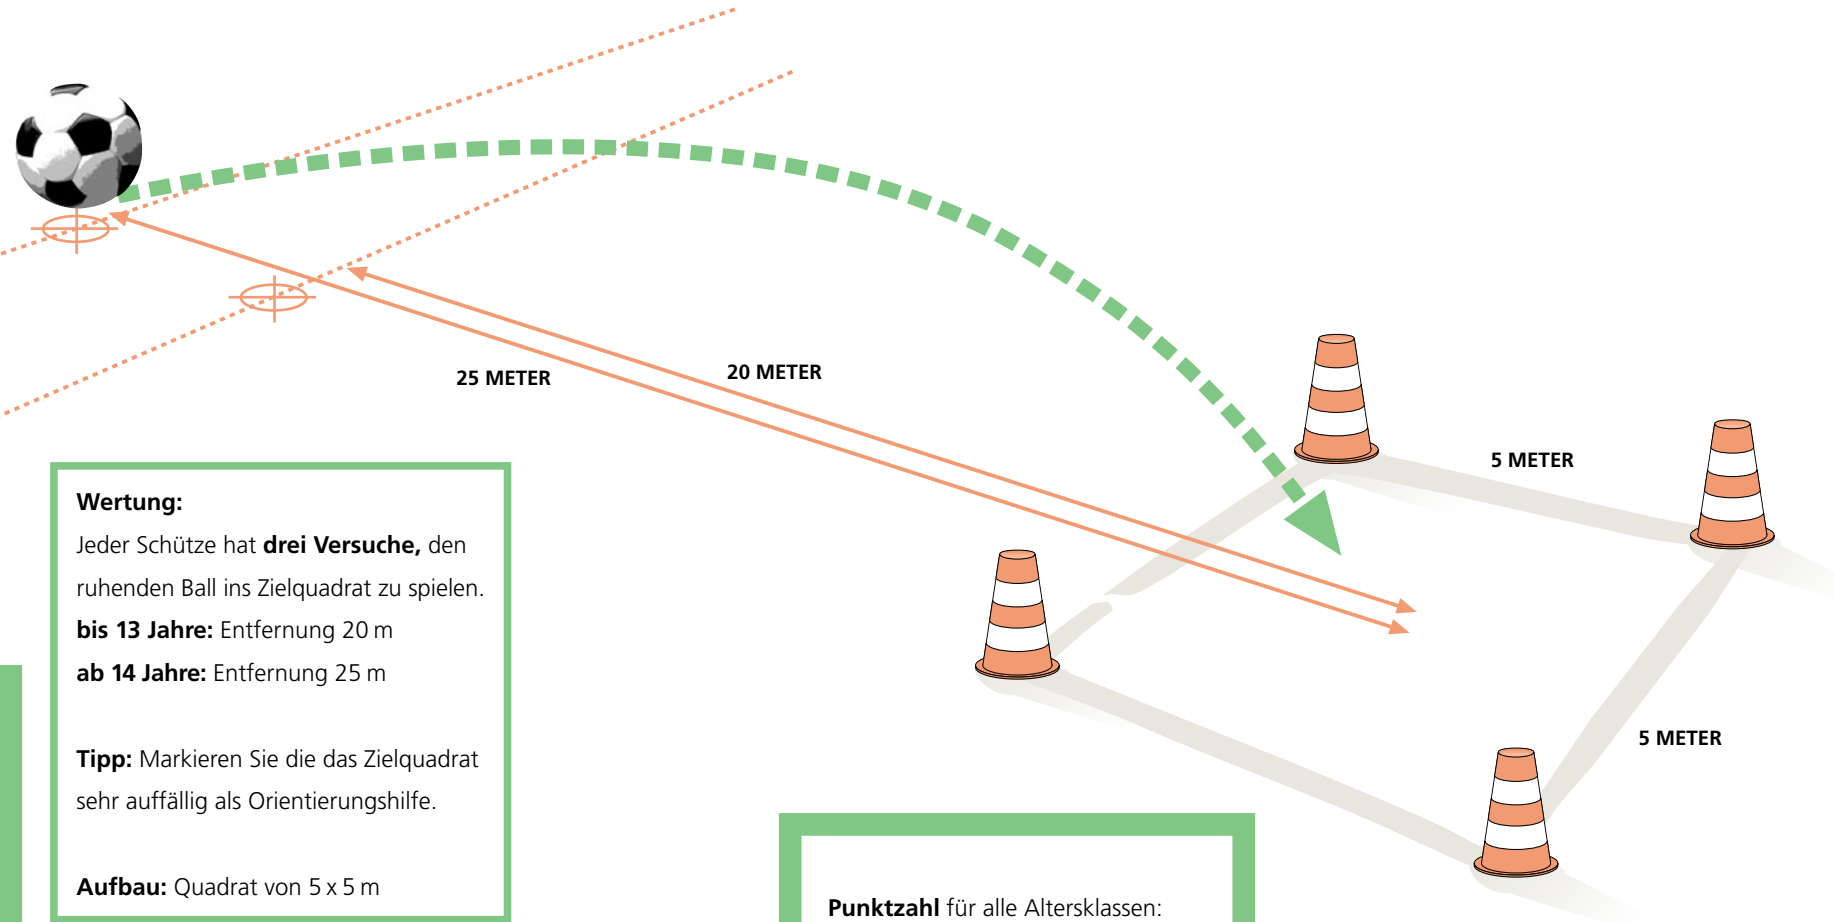 25 METER
20 METER
5 METER
5 METER
Wertung:
Jeder Schütze hat drei Versuche, den
ruhenden Ball ins Zielquadrat zu spielen.
bis 13 Jahre: Entfernung 20 m
ab 14 Jahre: Entfernung 25 m
Tipp: Markieren Sie die das Zielquadrat
sehr auffällig als Orientierungshilfe.
Aufbau: Quadrat von 5 x 5 m
Punktzahl für alle Altersklassen: